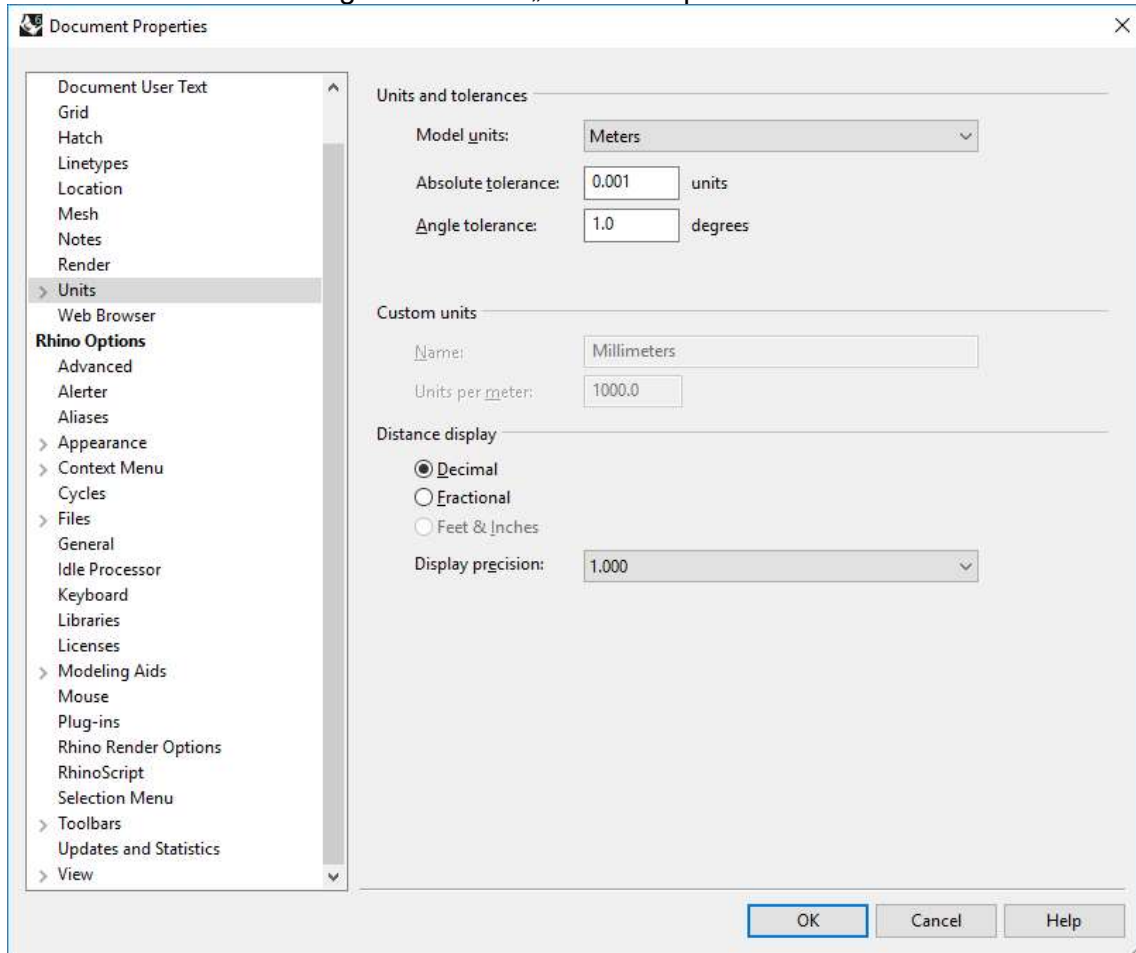 Document Properties
Document User Text
Grid
Hatch
Linetypes
Location
Mesh
Notes
Render
Units
Web Browser
Rhino Options
Advanced
Alerter
Aliases
Appearance
Context Menu
Cycles
Files
General
Idle Processor
Keyboard
Libraries
Licenses
Modeling Aids
Mouse
Plug-ins
Rhino Render Options
RhinoScript
Selection Menu
Toolbars
Updates and Statistics
View
Units and tolerances
Model units: Meters
Absolute tolerance: 0.001 units
Angle tolerance: 1.0 degrees
Custom units
Name: Millimeters
Units per meter: 1000.0
Distance display
Decimal
Fractional
Feet & Inches
Display precision: 1.000
OK Cancel Help